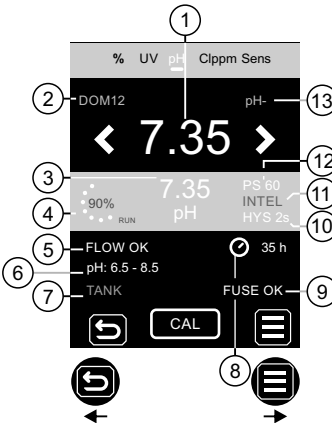 1
% UV pH Clppm Sens
2 DOM12 pH- 13
7.35
3 7.35 PS 60 12
4 90% RUN pH INTEL 11
HYS 2s 10
5 FLOW OK 35 h
6 pH: 6.5 - 8.5
7 TANK FUSE OK 9
CAL
8